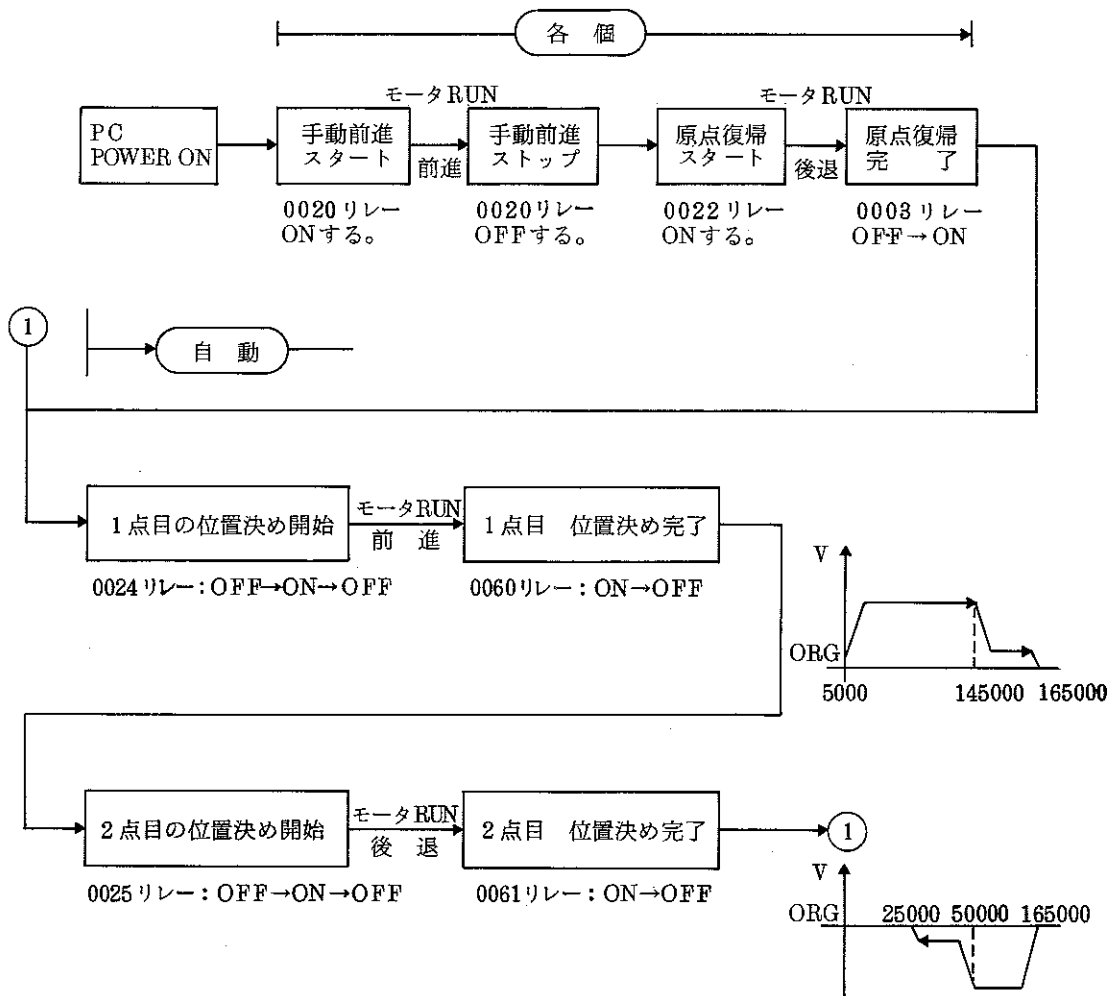 各個
モータRUN
モータRUN
PC
POWER ON
手動前進
スタート
前進
手動前進
ストップ
原点復帰
スタート
後退
原点復帰
完了
0020リレー
ONする。
0020リレー
OFFする。
0022リレー
ONする。
0003リレー
OFF→ON
1
自動
1点目の位置決め開始
モータRUN
前進
1点目 位置決め完了
0024リレー:OFF→ON→OFF
0060リレー:ON→OFF
V
ORG
5000
145000
165000
2点目の位置決め開始
モータRUN
後退
2点目 位置決め完了
1
0025リレー:OFF→ON→OFF
0061リレー:ON→OFF
V
ORG
25000
50000
165000